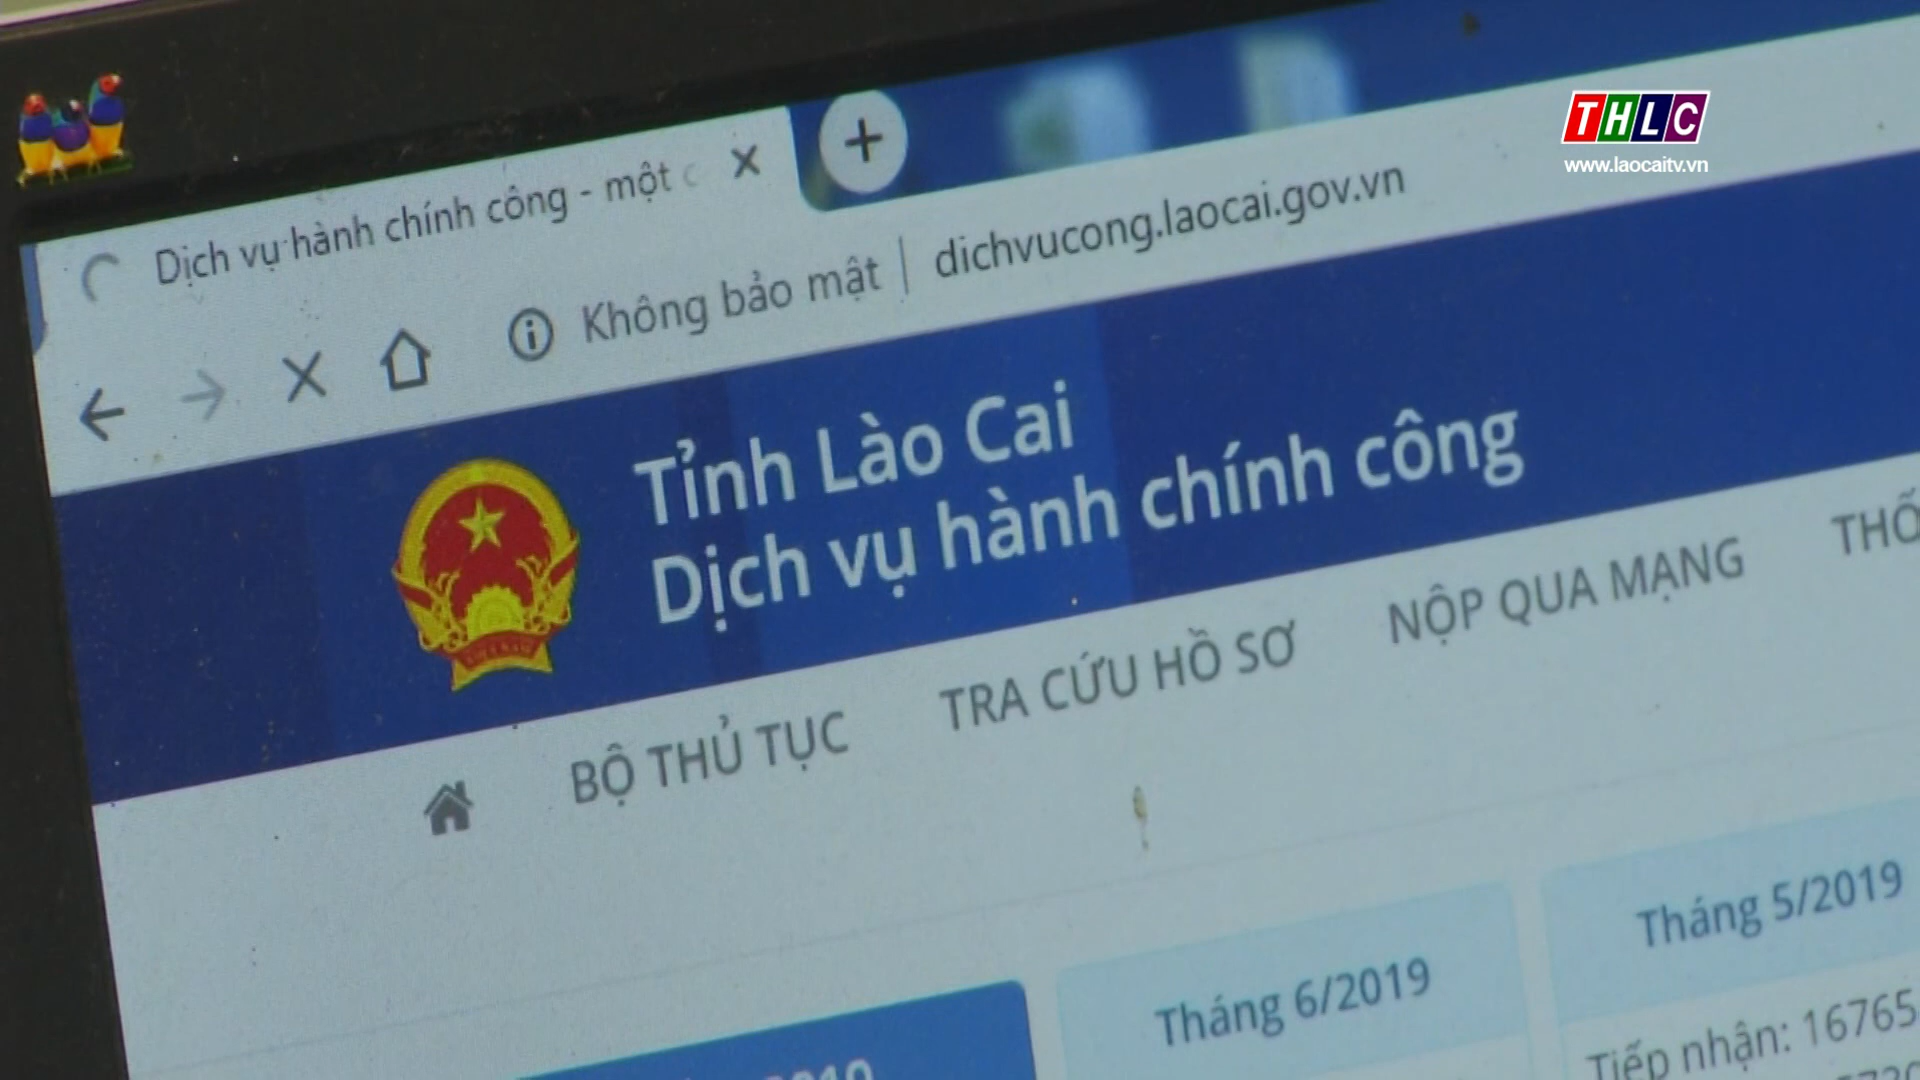 THLC
www.laocaitv.vn
Dịch vụ hành chính công - một
Không bảo mật | dichvucong.laocai.gov.vn
Tỉnh Lào Cai
Dịch vụ hành chính công
BỘ THỦ TỤC TRA CỨU HỒ SƠ NỘP QUA MẠNG
Tháng 6/2019 Tháng 5/2019
Tiếp nhận: 16765
VIỆT NAM